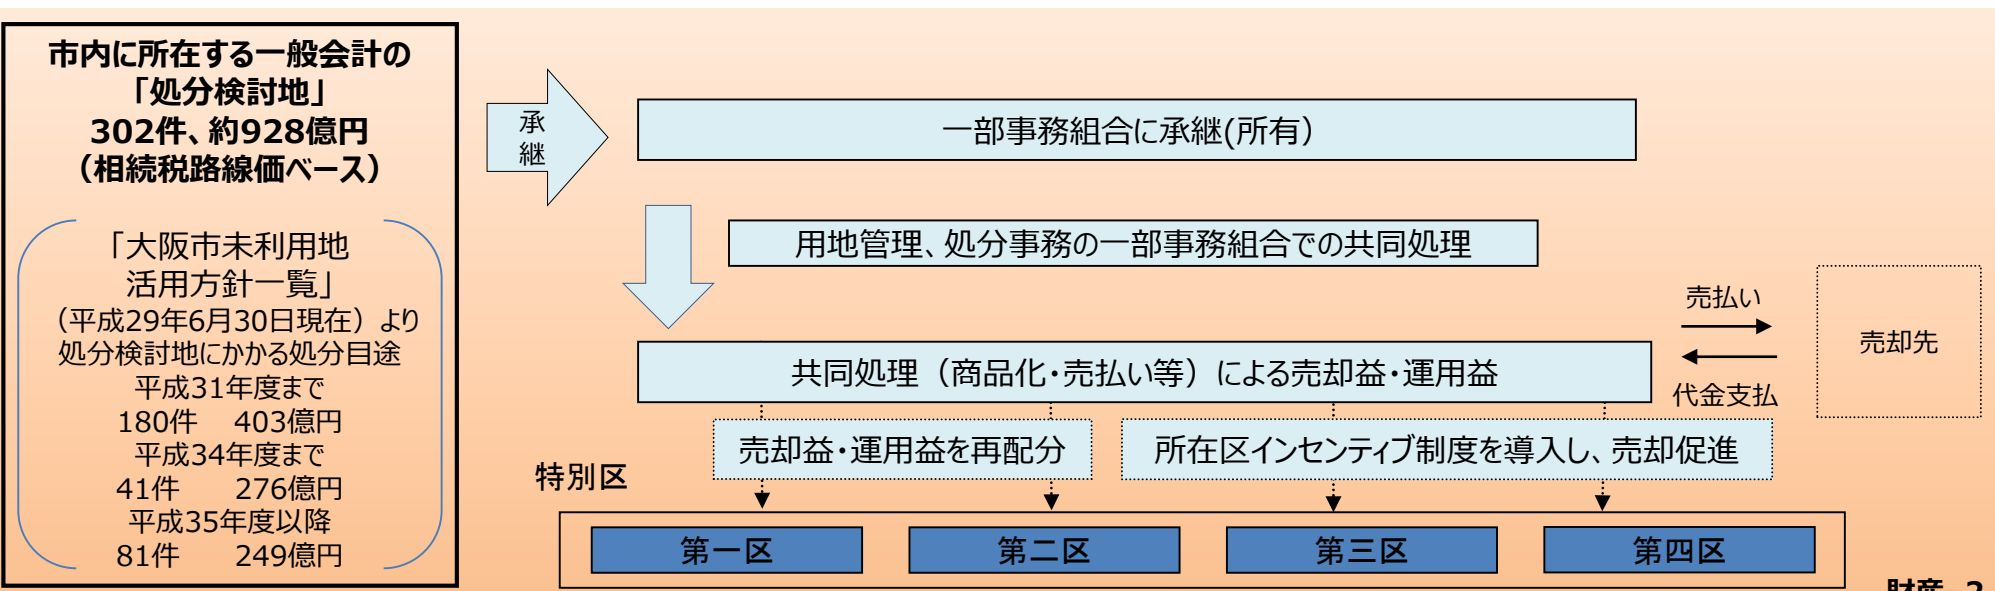 市内に所在する一般会計の
「処分検討地」
302件、約928億円
（相続税路線価ベース）
「大阪市未利用地
活用方針一覧」
（平成29年6月30日現在）より
処分検討地にかかる処分目途
平成31年度まで
180件 403億円
平成34年度まで
41件 276億円
平成35年度以降
81件 249億円
承
継
一部事務組合に承継(所有）
用地管理、処分事務の一部事務組合での共同処理
共同処理（商品化・売払い等）による売却益・運用益
売払い
代金支払
売却先
売却益・運用益を再配分
所在区インセンティブ制度を導入し、売却促進
特別区
第一区
第二区
第三区
第四区
財産-2